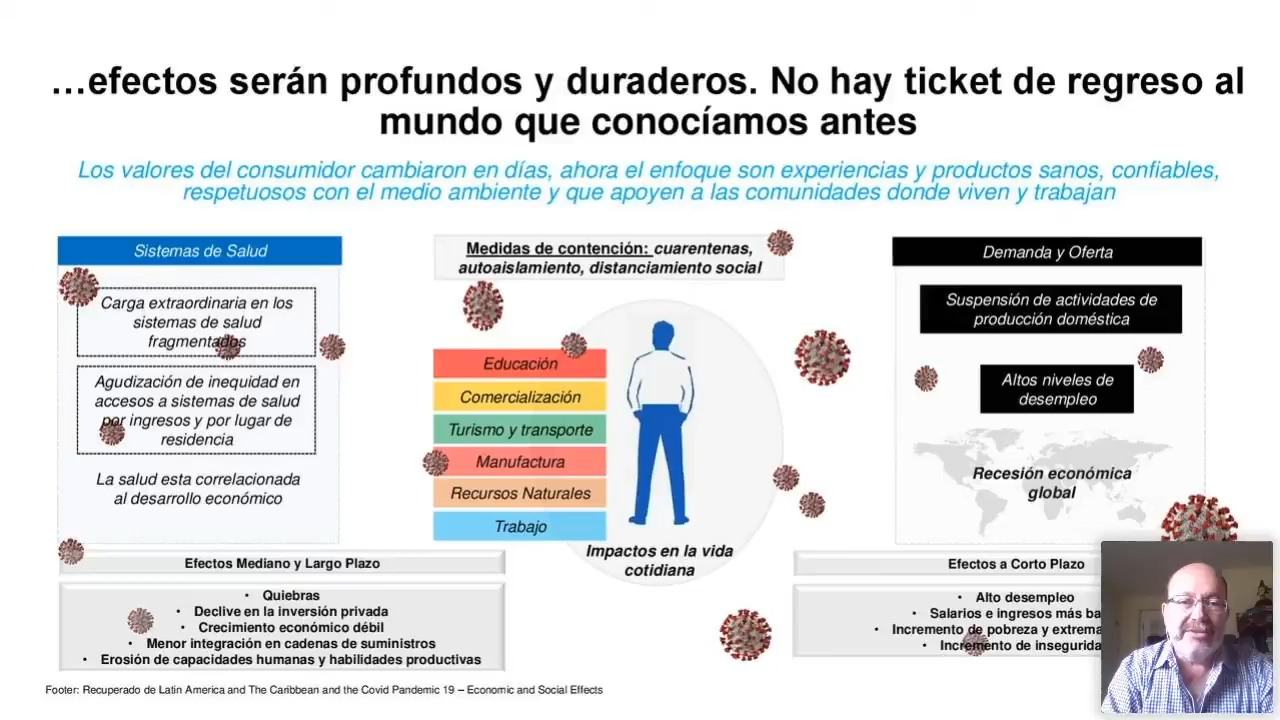 …efectos serán profundos y duraderos. No hay ticket de regreso al
mundo que conocíamos antes
Los valores del consumidor cambiaron en días, ahora el enfoque son experiencias y productos sanos, confiables,
respetuosos con el medio ambiente y que apoyen a las comunidades donde viven y trabajan
Sistemas de Salud
Carga extraordinaria en los
sistemas de salud
fragmentados
Agudización de inequidad en
accesos a sistemas de salud
por ingresos y por lugar de
residencia
La salud esta correlacionada
al desarrollo económico
Medidas de contención: cuarentenas,
autoaislamiento, distanciamiento social
Educación
Comercialización
Turismo y transporte
Manufactura
Recursos Naturales
Trabajo
Impactos en la vida
cotidiana
Demanda y Oferta
Suspensión de actividades de
producción doméstica
Altos niveles de
desempleo
Recesión económica
global
Efectos Mediano y Largo Plazo
• Quiebras
• Declive en la inversión privada
• Crecimiento económico débil
• Menor integración en cadenas de suministros
• Erosión de capacidades humanas y habilidades productivas
Efectos a Corto Plazo
• Alto desempleo
• Salarios e ingresos más
• Incremento de pobreza y extrema
• Incremento de
Footer: Recuperado de Latin America and The Caribbean and the Covid Pandemic 19 – Economic and Social Effects